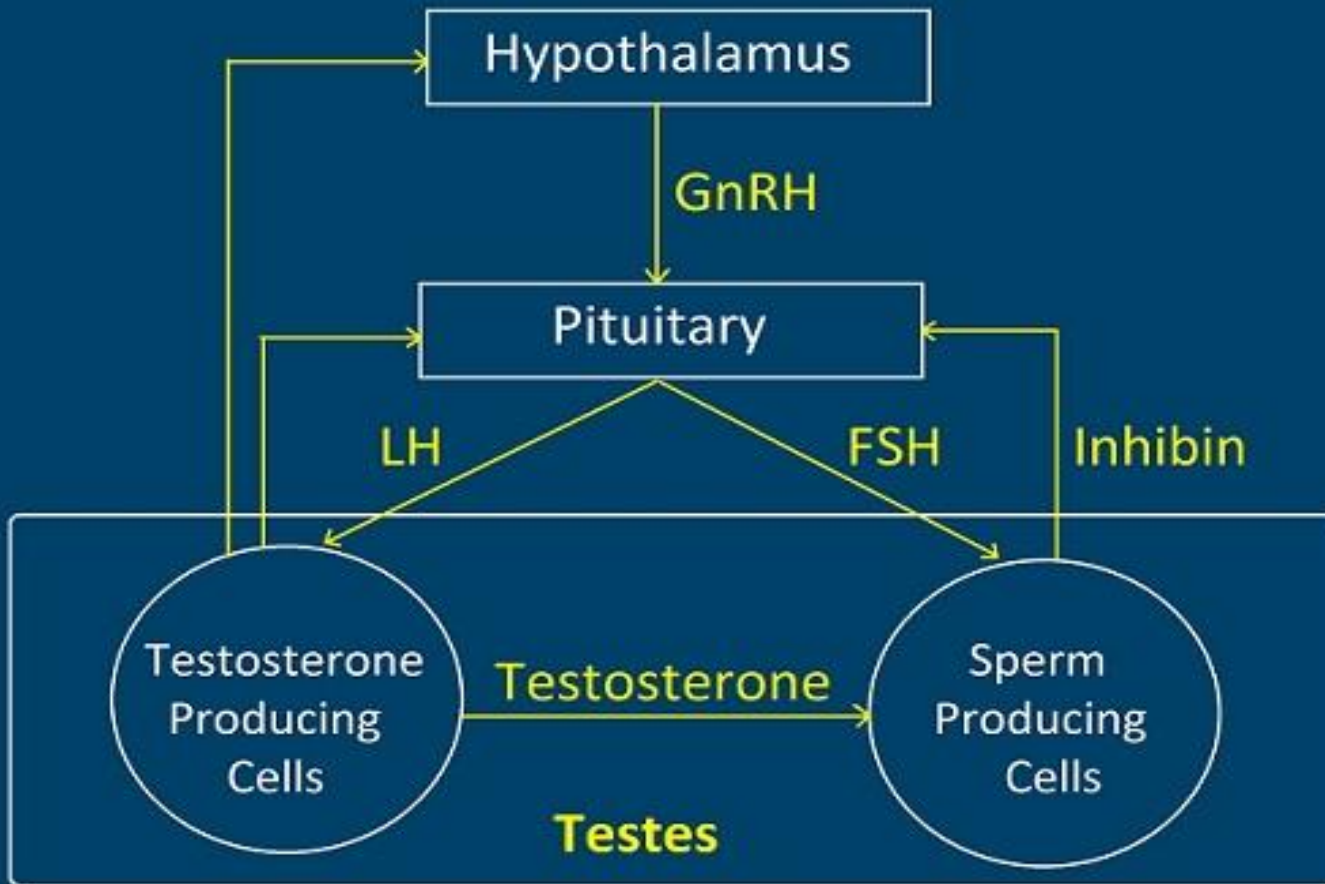 Hypothalamus
GnRH
Pituitary
LH
FSH
Inhibin
Testosterone
Producing
Cells
Testosterone
Sperm
Producing
Cells
Testes